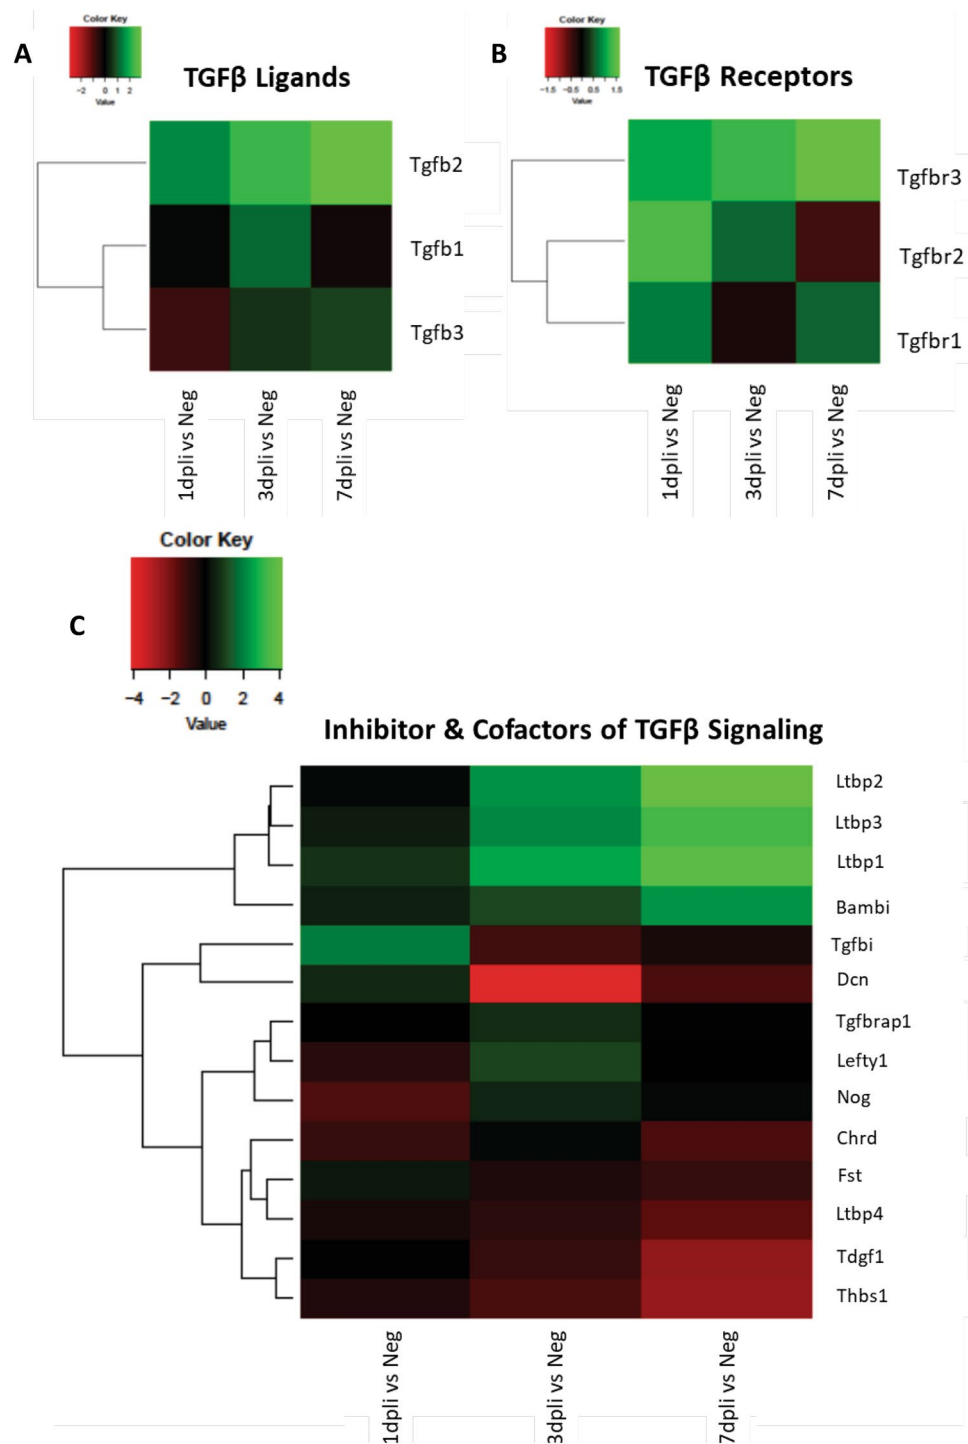 A
Color Key
−2 0 1 2
Value
TGFβ Ligands
Tgfb2
Tgfb1
Tgfb3
1dpli vs Neg
3dpli vs Neg
7dpli vs Neg
B
Color Key
−1.5 −0.5 0.5 1.5
Value
TGFβ Receptors
Tgfbr3
Tgfbr2
Tgfbr1
1dpli vs Neg
3dpli vs Neg
7dpli vs Neg
C
Color Key
−4 −2 0 2 4
Value
Inhibitor & Cofactors of TGFβ Signaling
Ltbp2
Ltbp3
Ltbp1
Bambi
Tgfbi
Dcn
Tgfbrap1
Lefty1
Nog
Chrd
Fst
Ltbp4
Tdgf1
Thbs1
1dpli vs Neg
3dpli vs Neg
7dpli vs Neg